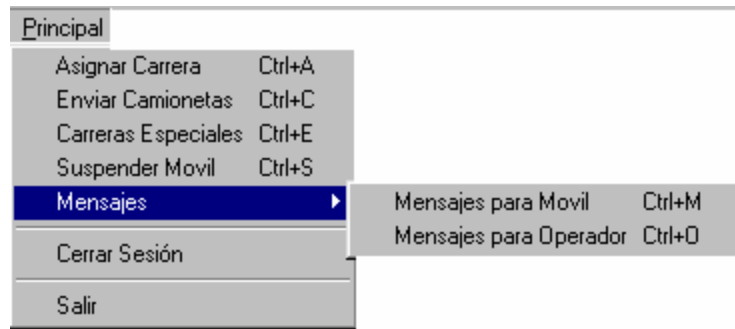 Principal
Asignar Carrera Ctrl+A
Enviar Camionetas Ctrl+C
Carreras Especiales Ctrl+E
Suspender Movil Ctrl+S
Mensajes
Mensajes para Movil Ctrl+M
Mensajes para Operador Ctrl+O
Cerrar Sesión
Salir